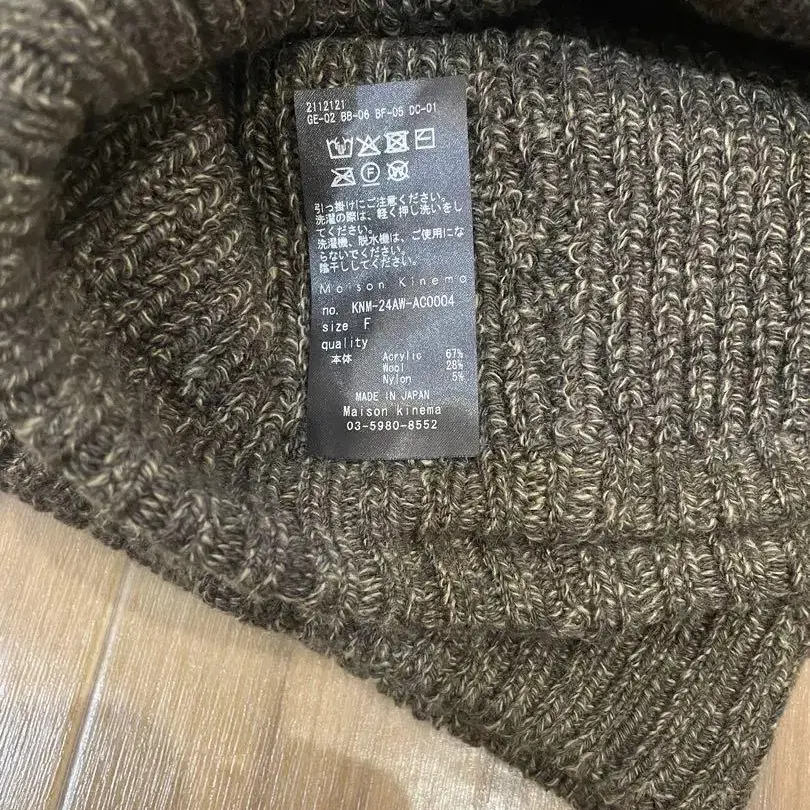 2112121
GE-02 BB-06 BF-05 DC-01
引っ掛けにご注意ください。
洗濯の際は、軽く押し洗いをし
てください。
洗濯機、脱水機は、ご使用にな
らないでください。
陰干ししてください。
Maison Kinema
no. KNM-24AW-AC0004
size F
quality
本体 Acrylic 67%
Wool 28%
Nylon 5%
MADE IN JAPAN
Maison kinema
03-5980-8552